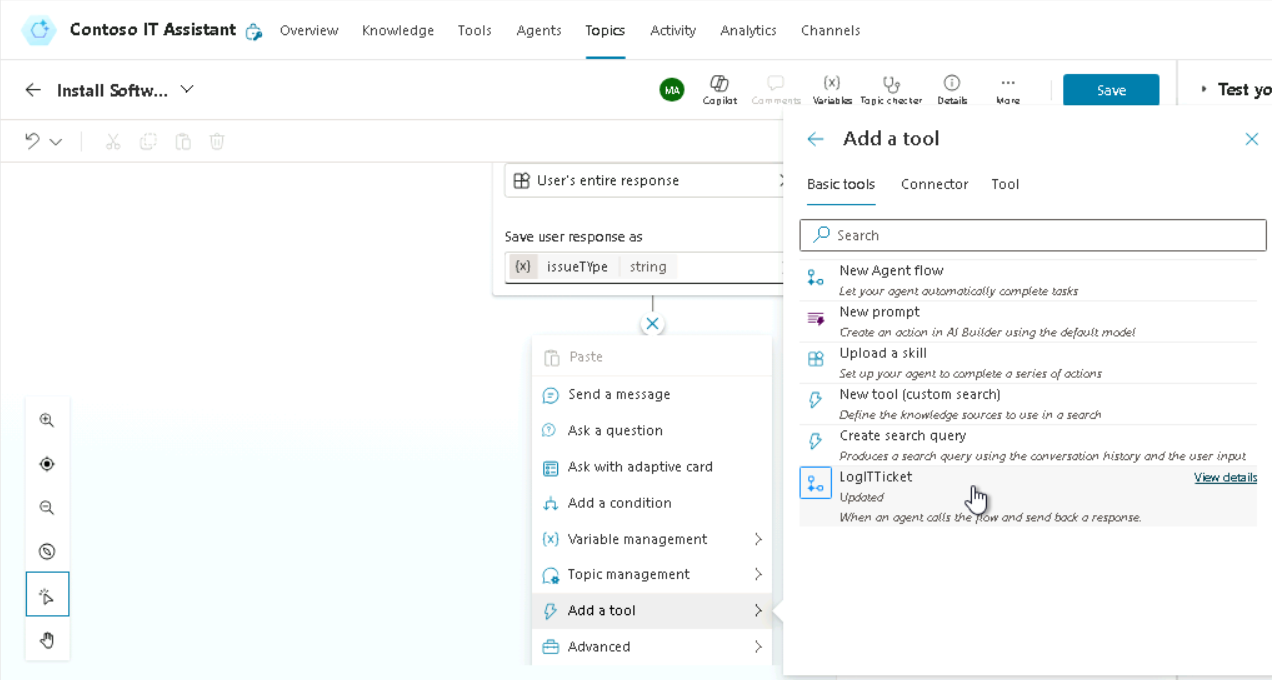 Contoso IT Assistant
Overview
Knowledge
Tools
Agents
Topics
Activity
Analytics
Channels
Install Softw...
MA
Copilot
Comments
Variables
Topic checker
Details
More
Save
Test yo
User's entire response
Save user response as
{x} issueTYpe string
Paste
Send a message
Ask a question
Ask with adaptive card
Add a condition
Variable management
Topic management
Add a tool
Advanced
Add a tool
Basic tools
Connector
Tool
Search
New Agent flow
Let your agent automatically complete tasks
New prompt
Create an action in AI Builder using the default model
Upload a skill
Set up your agent to complete a series of actions
New tool (custom search)
Define the knowledge sources to use in a search
Create search query
Produces a search query using the conversation history and the user input
LogITTicket
View details
Updated
When an agent calls the flow and send back a response.